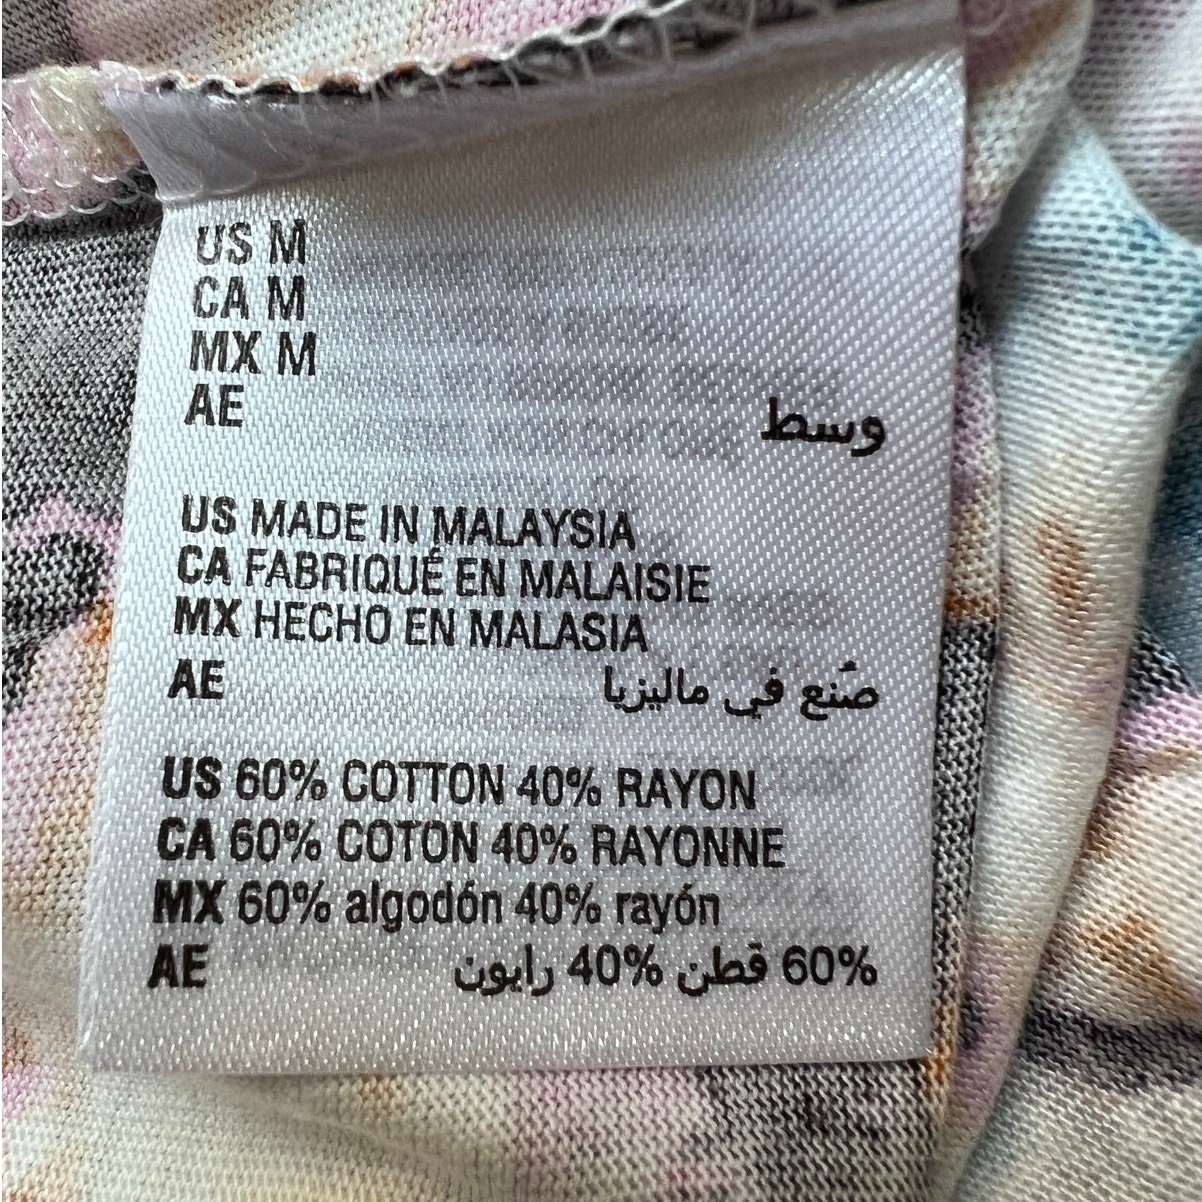 US M
CA M
MX M
AE وسط
US MADE IN MALAYSIA
CA FABRIQUÉ EN MALAISIE
MX HECHO EN MALASIA
AE صُنع في ماليزيا
US 60% COTTON 40% RAYON
CA 60% COTON 40% RAYONNE
MX 60% algodón 40% rayón
AE 60% قطن 40% رايون